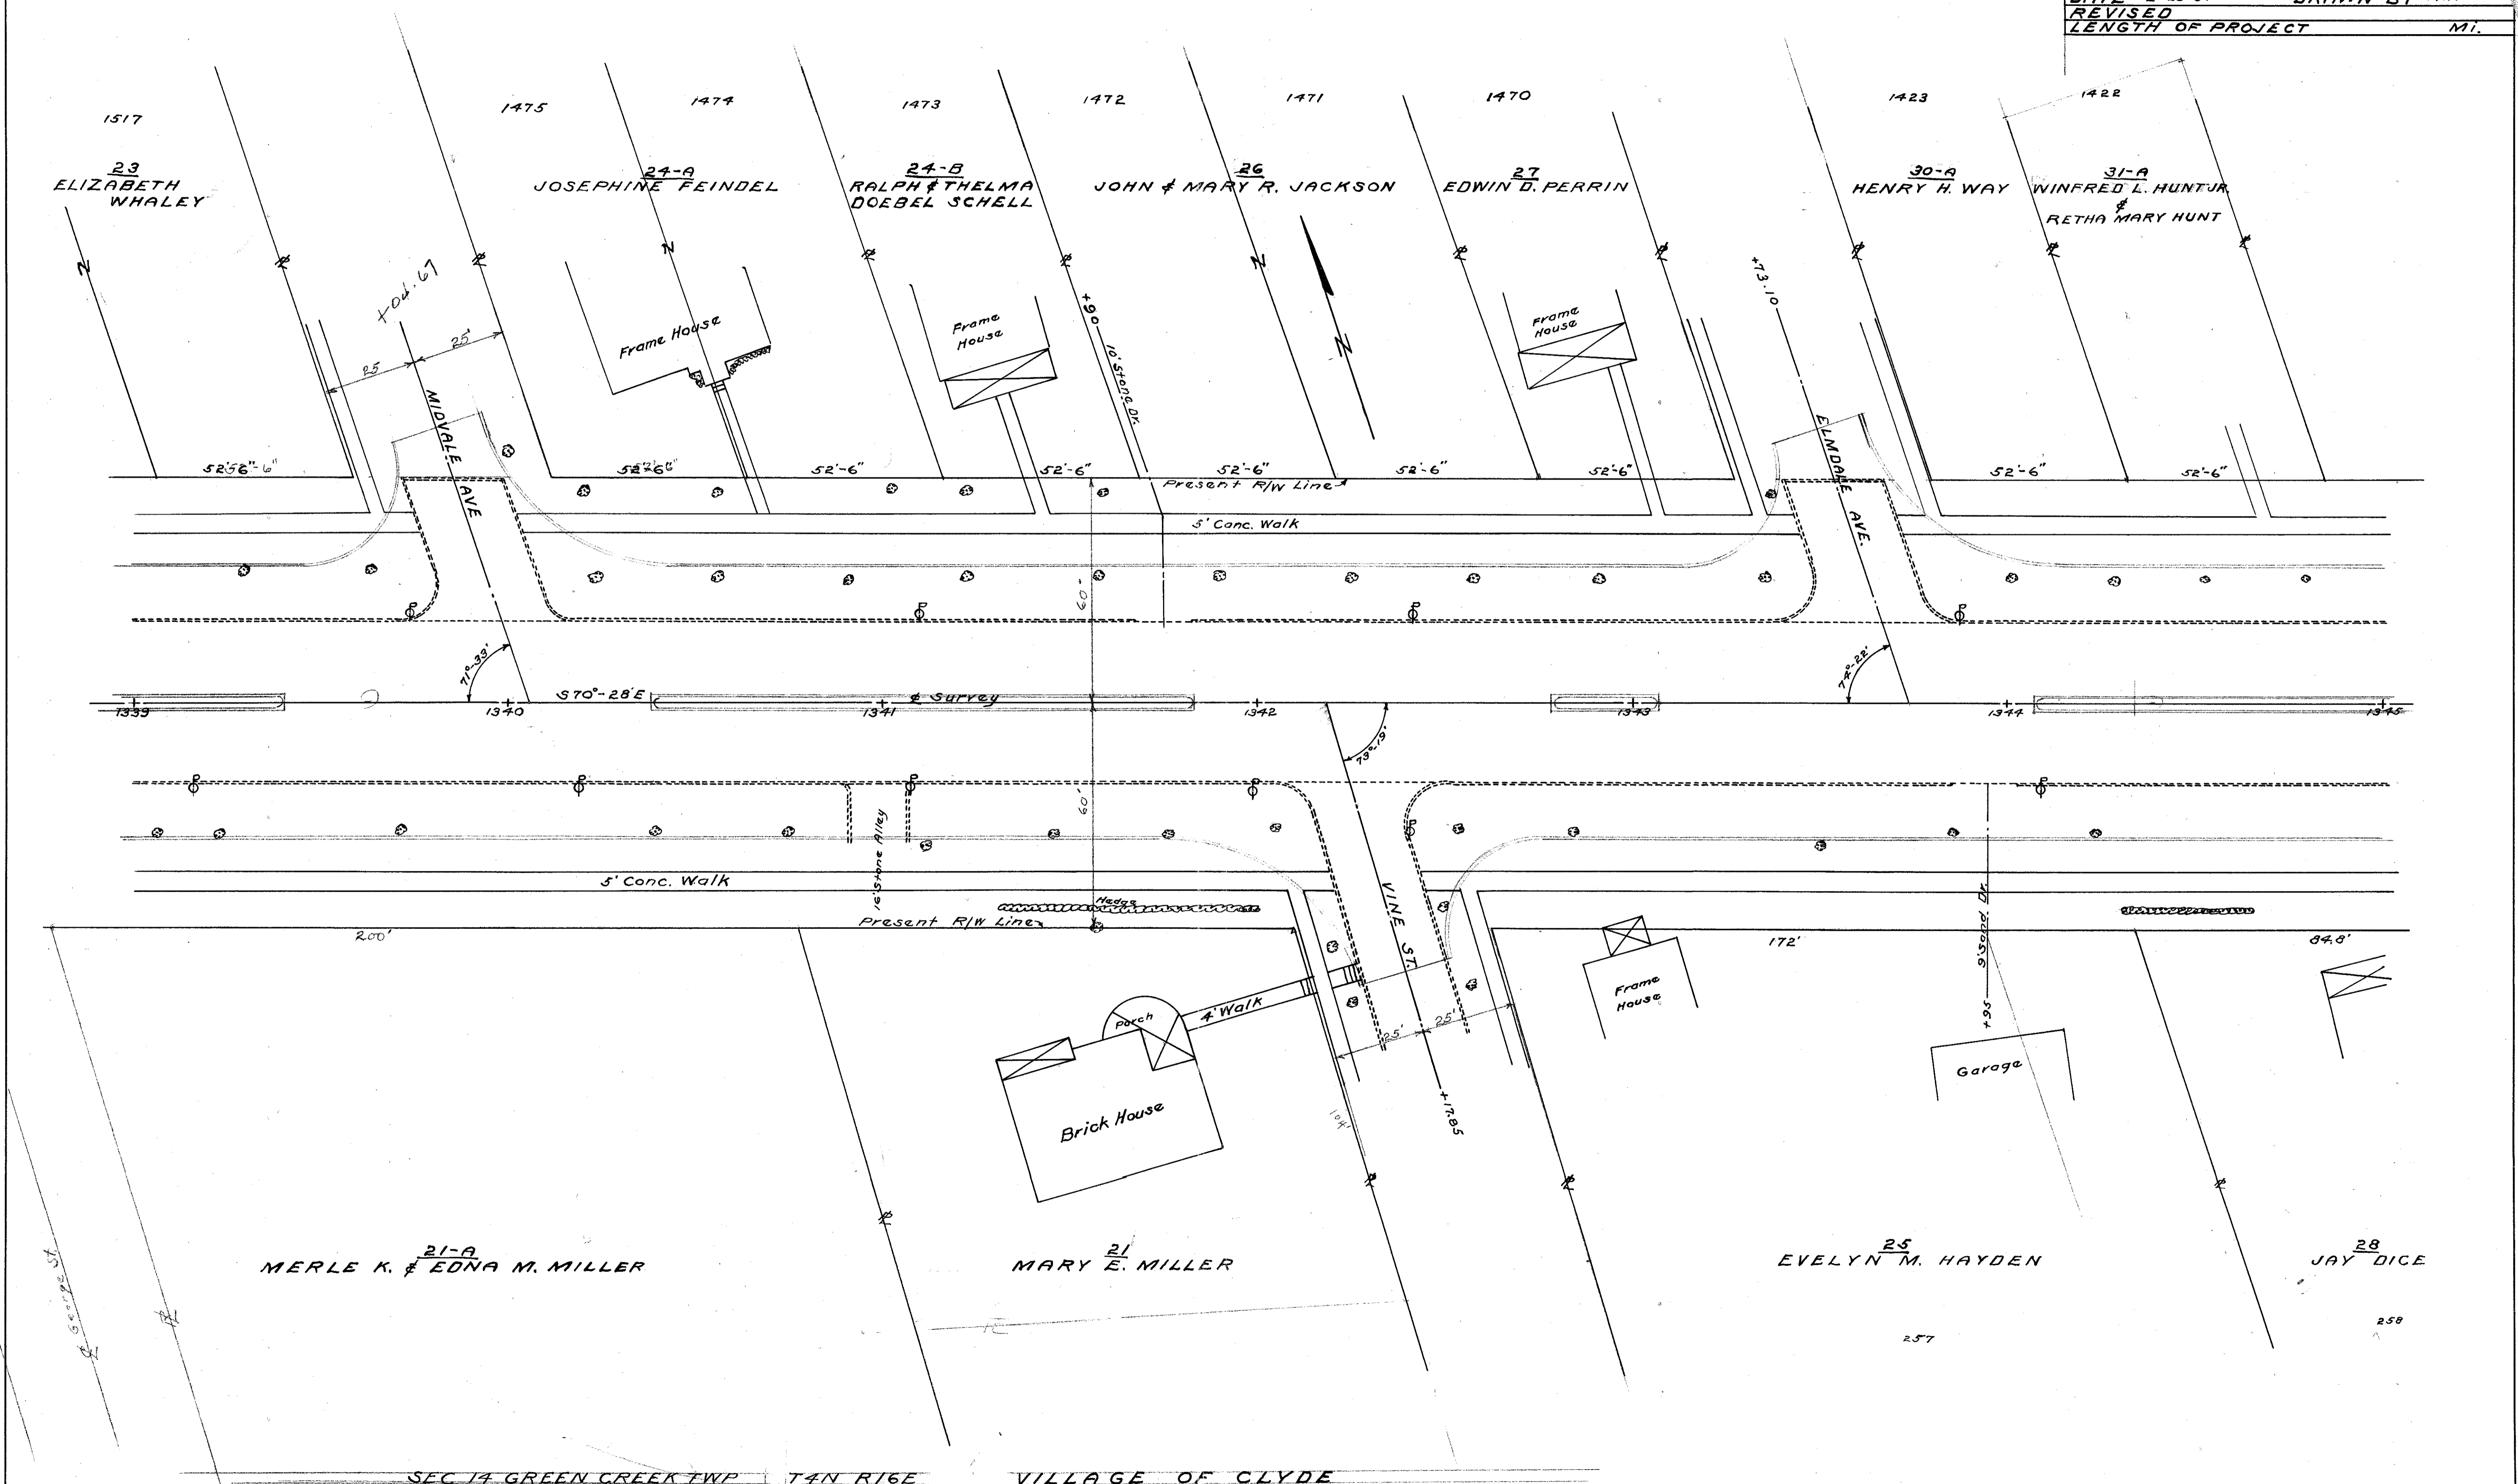 REVISED
LENGTH OF PROJECT Mi.
1517
1475
1474
1473
1472
1471
1470
1423
1422
23
ELIZABETH
WHALEY
24-A
JOSEPHINE FEINDEL
24-B
RALPH & THELMA
DOEBEL SCHELL
26
JOHN & MARY R. JACKSON
27
EDWIN D. PERRIN
30-A
HENRY H. WAY
31-A
WINFRED L. HUNT JR.
&
RETHA MARY HUNT
+04.67
25
25'
MIDVALE AVE
Frame House
Frame
House
+90
10' Stone Dr.
N
Frame
House
+73.10
ELMDALE AVE.
52'-6"
52'-6"
52'-6"
52'-6"
52'-6"
52'-6"
52'-6"
52'-6"
Present R/W Line
5' Conc. Walk
60'
71°-33'
S70°-28'E
℄ Survey
72°-22'
1339
1340
1341
1342
1343
1344
1345
73°-19'
60'
16' Stone Alley
5' Conc. Walk
Hedge
Present R/W Line
200'
VINE ST.
172'
9' Sand Dr.
+95
84.8'
Frame
House
25'
25'
4' Walk
Porch
Brick House
+17.85
Garage
℄ George St.
21-A
MERLE K. & EDNA M. MILLER
21
MARY E. MILLER
25
EVELYN M. HAYDEN
28
JAY DICE
257
258
SEC 14 GREEN CREEK TWP T4N R16E VILLAGE OF CLYDE